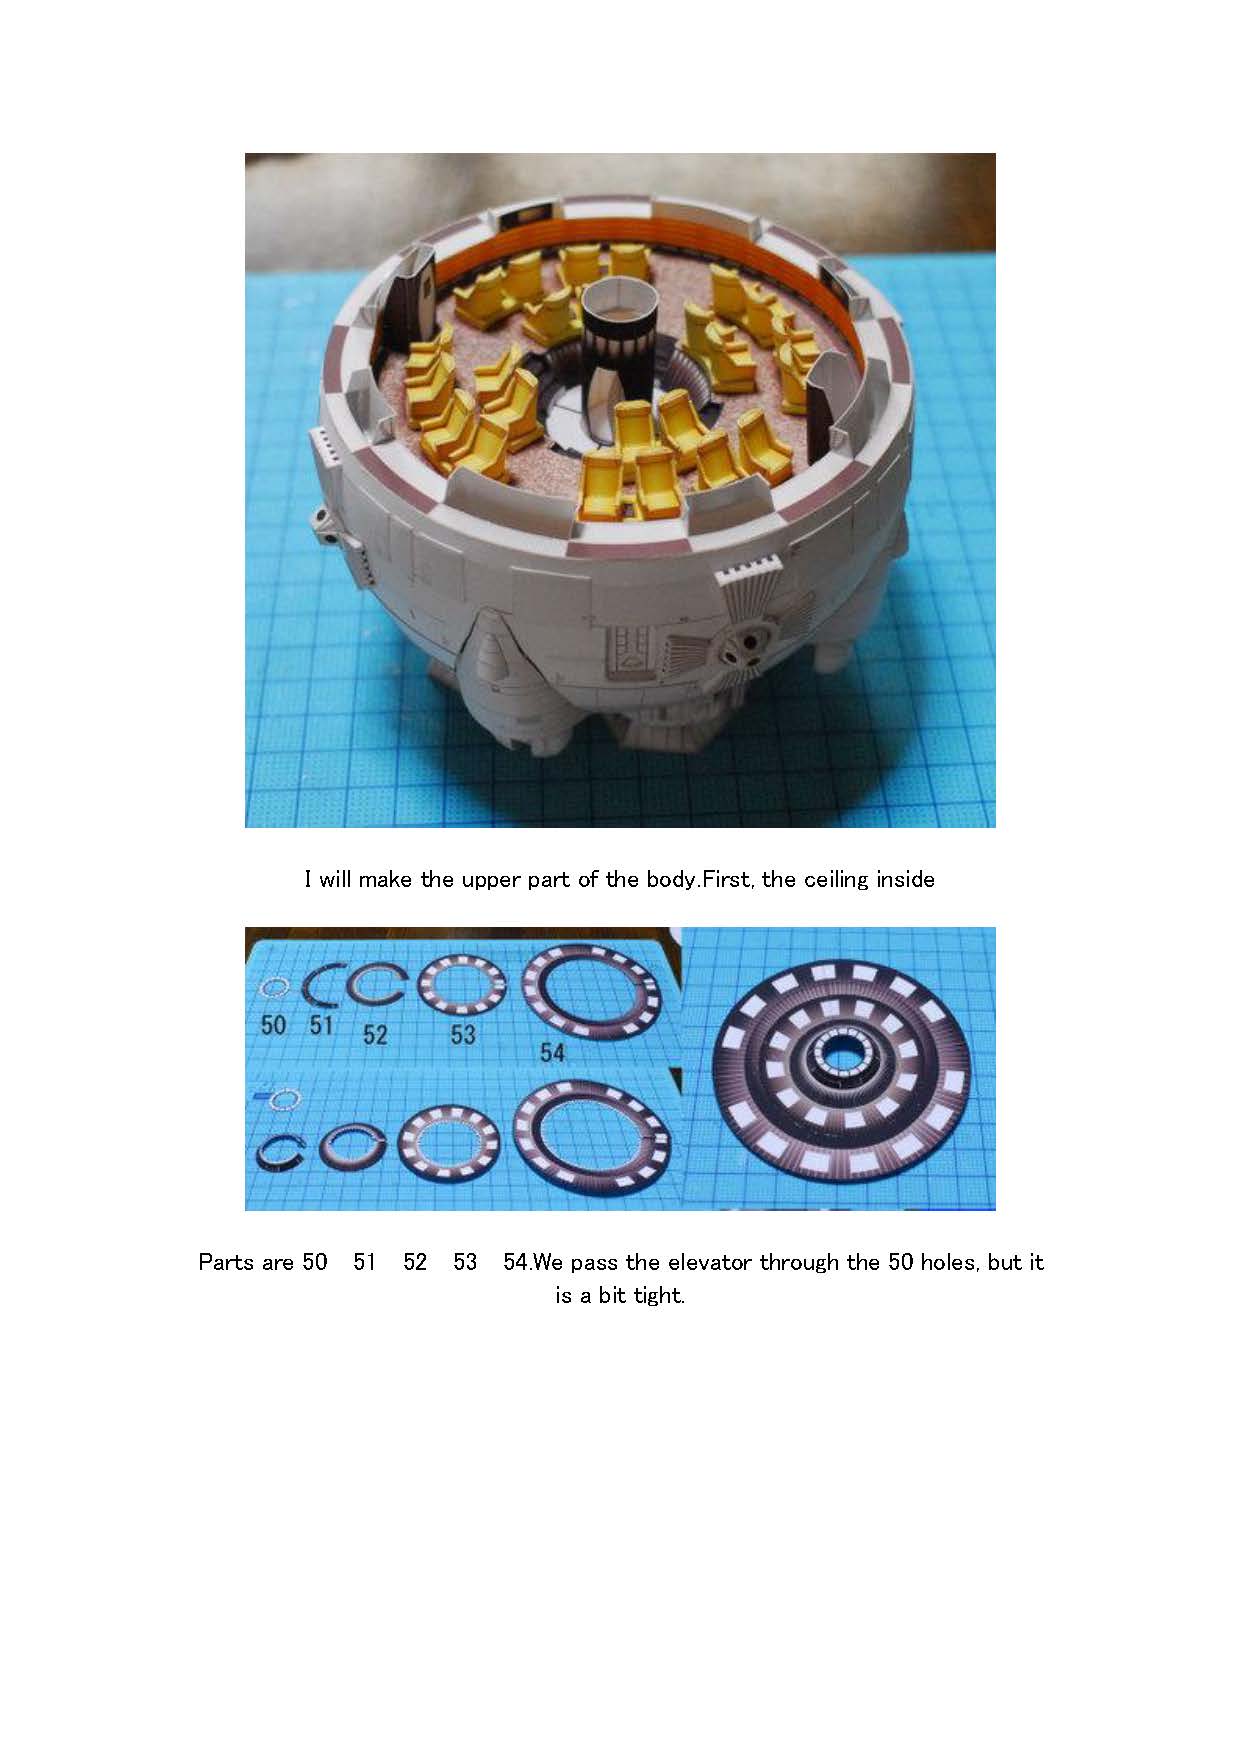 I will make the upper part of the body.First, the ceiling inside
50 51 52 53 54
Parts are 50　51　52　53　54.We pass the elevator through the 50 holes, but it
is a bit tight.